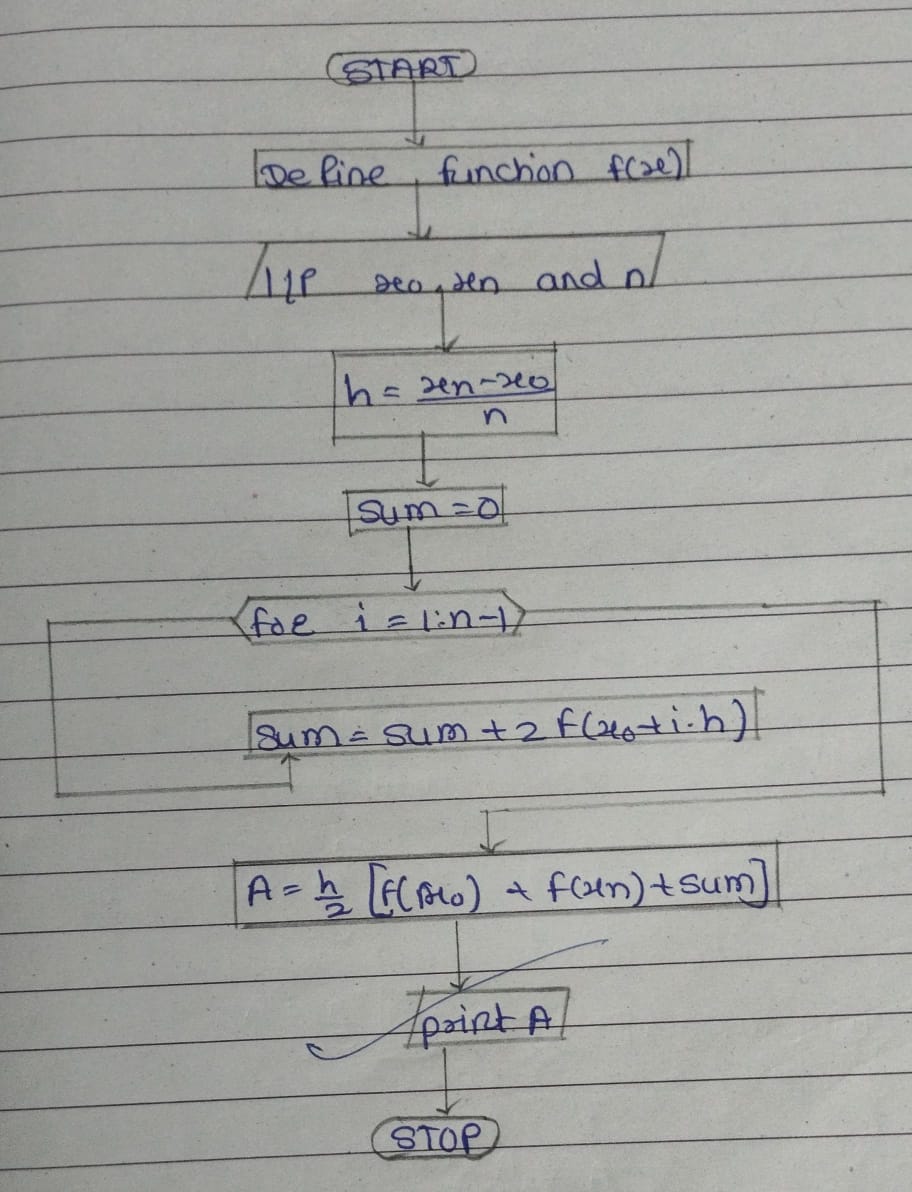 START
Define function f(x)
I/P x0, xn and n
h = xn-x0
n
sum = 0
for i = 1:n-1
sum = sum + 2 f(x0+i.h)
A = h/2 [f(x0) + f(xn) + sum]
print A
STOP